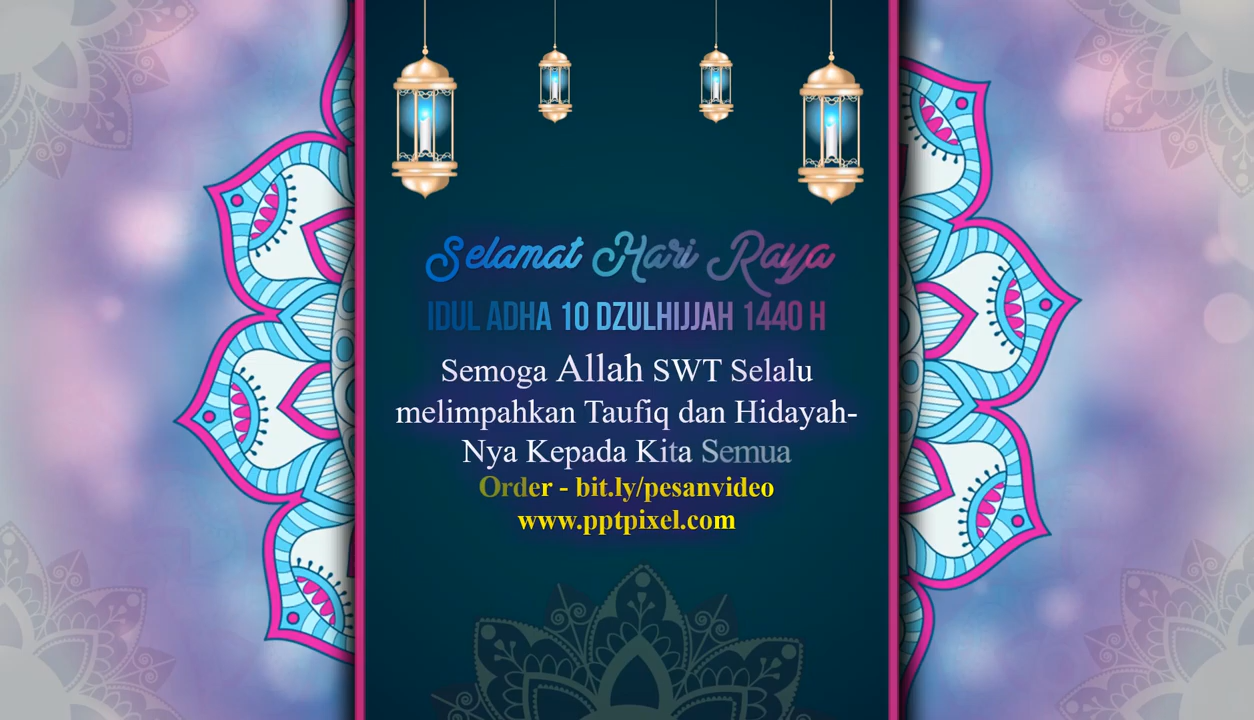 Selamat Hari Raya
IDUL ADHA 10 DZULHIJJAH 1440 H
Semoga Allah SWT Selalu
melimpahkan Taufiq dan Hidayah-
Nya Kepada Kita Semua
Order - bit.ly/pesanvideo
www.pptpixel.com